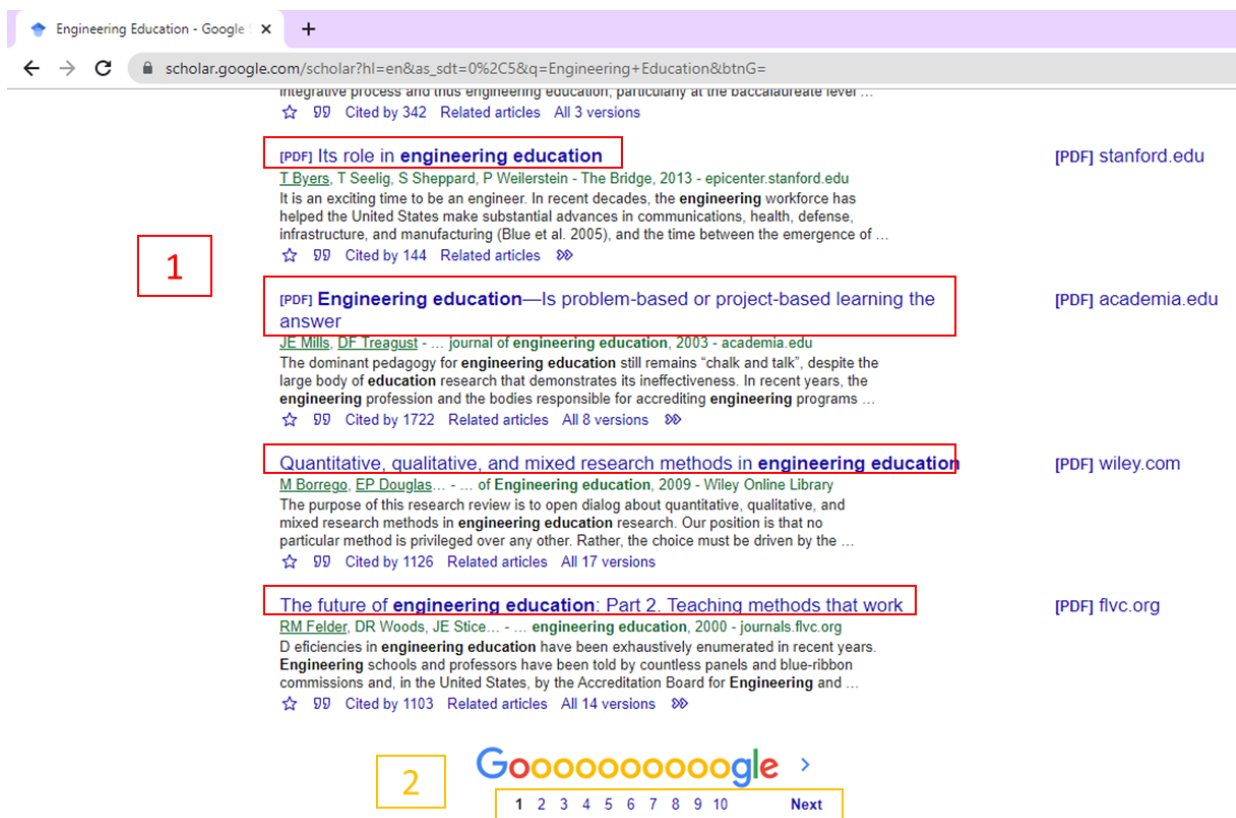 Engineering Education - Google S
scholar.google.com/scholar?hl=en&as_sdt=0%2C5&q=Engineering+Education&btnG=
integrative process and thus engineering education, particularly at the baccalaureate level …
Cited by 342 Related articles All 3 versions
[PDF] Its role in engineering education
[PDF] stanford.edu
T Byers, T Seelig, S Sheppard, P Weilerstein - The Bridge, 2013 - epicenter.stanford.edu
It is an exciting time to be an engineer. In recent decades, the engineering workforce has
helped the United States make substantial advances in communications, health, defense,
infrastructure, and manufacturing (Blue et al. 2005), and the time between the emergence of …
Cited by 144 Related articles
1
[PDF] Engineering education—Is problem-based or project-based learning the
answer
[PDF] academia.edu
JE Mills, DF Treagust - … journal of engineering education, 2003 - academia.edu
The dominant pedagogy for engineering education still remains “chalk and talk”, despite the
large body of education research that demonstrates its ineffectiveness. In recent years, the
engineering profession and the bodies responsible for accrediting engineering programs …
Cited by 1722 Related articles All 8 versions
Quantitative, qualitative, and mixed research methods in engineering education
[PDF] wiley.com
M Borrego, EP Douglas… - … of Engineering education, 2009 - Wiley Online Library
The purpose of this research review is to open dialog about quantitative, qualitative, and
mixed research methods in engineering education research. Our position is that no
particular method is privileged over any other. Rather, the choice must be driven by the …
Cited by 1126 Related articles All 17 versions
The future of engineering education: Part 2. Teaching methods that work
[PDF] flvc.org
RM Felder, DR Woods, JE Stice… - … engineering education, 2000 - journals.flvc.org
D eficiencies in engineering education have been exhaustively enumerated in recent years.
Engineering schools and professors have been told by countless panels and blue-ribbon
commissions and, in the United States, by the Accreditation Board for Engineering and …
Cited by 1103 Related articles All 14 versions
2
Goooooooooogle
1 2 3 4 5 6 7 8 9 10 Next